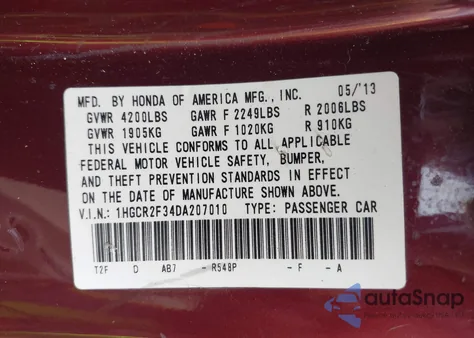 MFD. BY HONDA OF AMERICA MFG., INC. 05/13
GVWR 4200LBS GAWR F 2249LBS R 2006LBS
GVWR 1905KG GAWR F 1020KG R 910KG
THIS VEHICLE CONFORMS TO ALL APPLICABLE
FEDERAL MOTOR VEHICLE SAFETY, BUMPER,
AND THEFT PREVENTION STANDARDS IN EFFECT
ON THE DATE OF MANUFACTURE SHOWN ABOVE.
V.I.N.: 1HGCR2F34DA207010 TYPE: PASSENGER CAR
T2F D AB7 - R548P - F - A
autoSnap